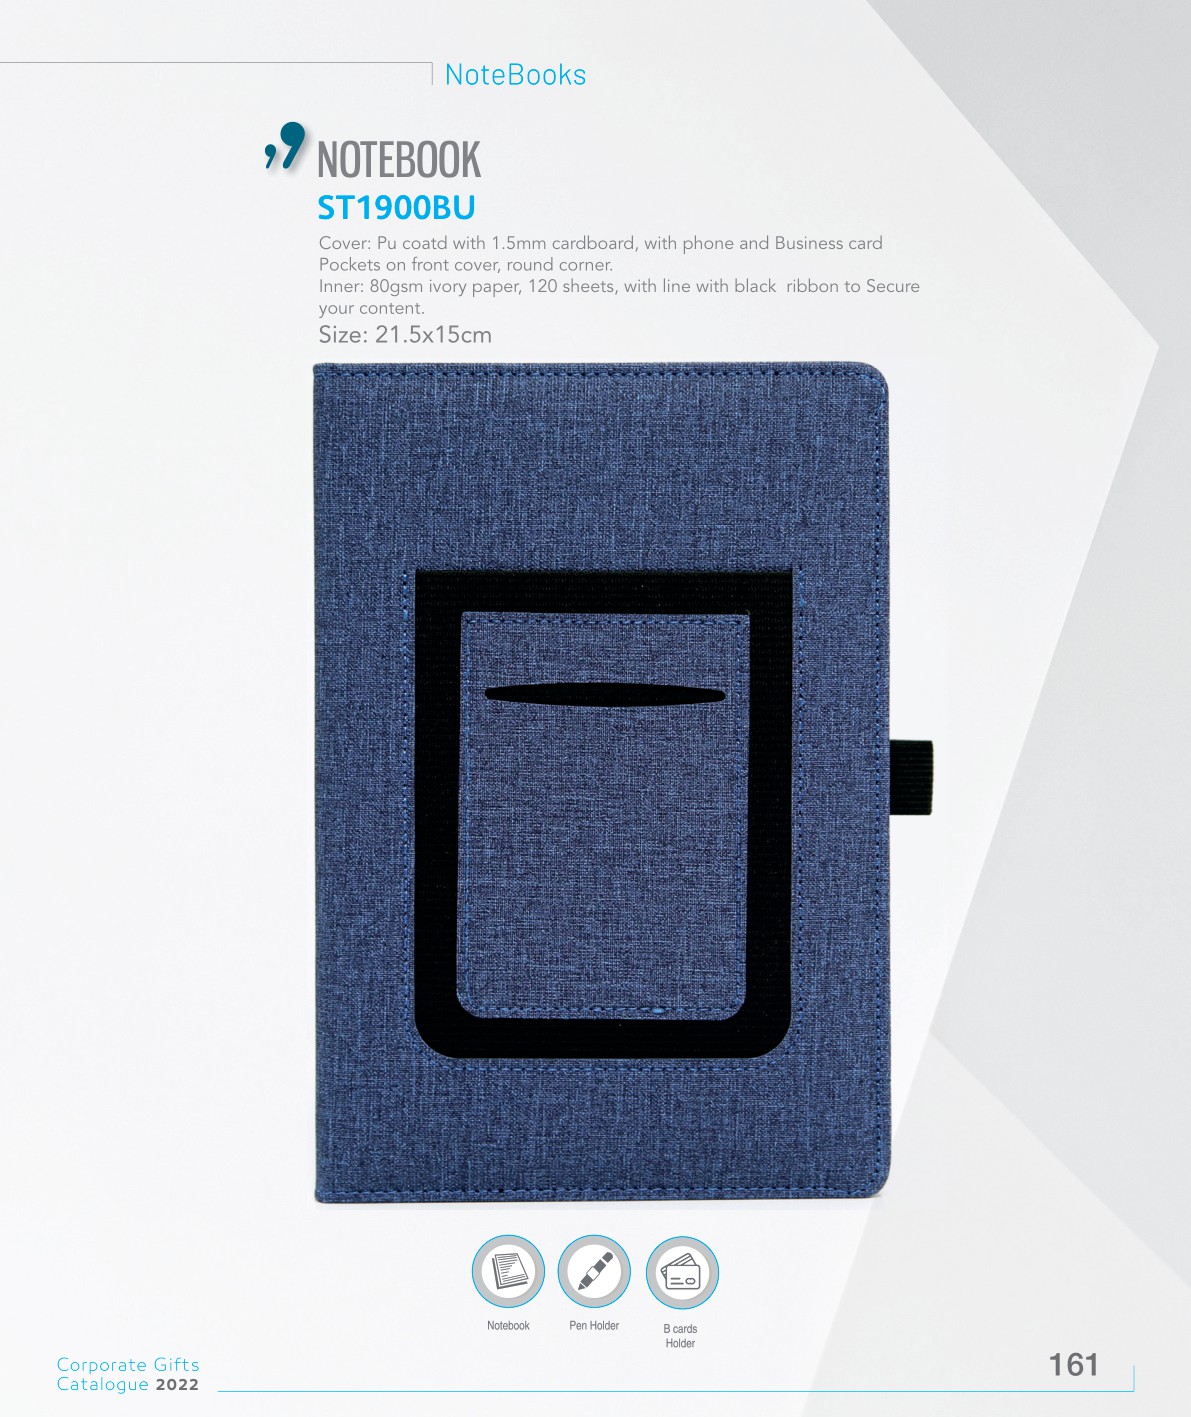 NoteBooks
NOTEBOOK
ST1900BU
Cover: Pu coatd with 1.5mm cardboard, with phone and Business card
Pockets on front cover, round corner.
Inner: 80gsm ivory paper, 120 sheets, with line with black ribbon to Secure
your content.
Size: 21.5x15cm
Notebook
Pen Holder
B cards
Holder
Corporate Gifts
Catalogue 2022
161